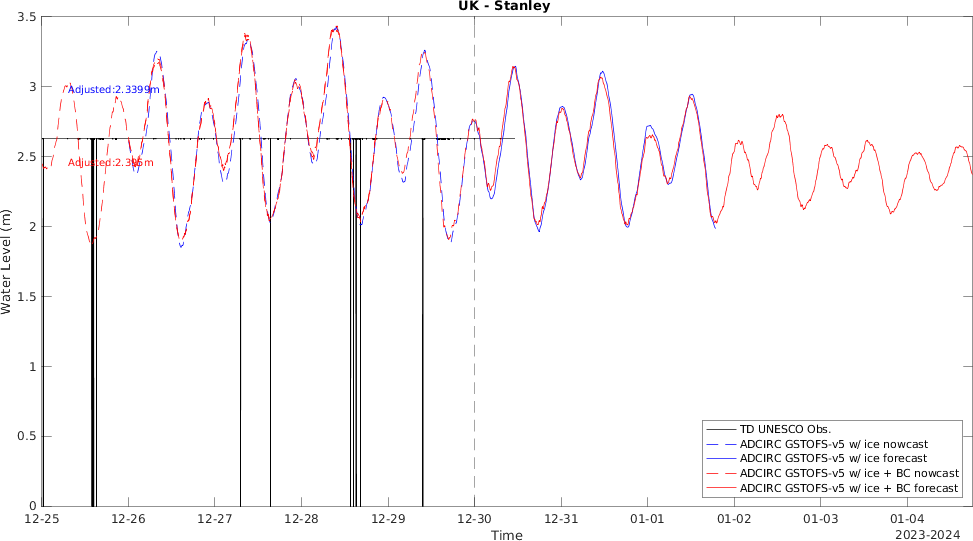 UK - Stanley
3.5
3
2.5
2
1.5
1
0.5
0
Water Level (m)
Adjusted:2.3399m
12-25
12-26
12-27
12-28
12-29
12-30
12-31
01-01
01-02
01-03
01-04
Time
2023-2024
TD UNESCO Obs.
ADCIRC GSTOFS-v5 w/ ice nowcast
ADCIRC GSTOFS-v5 w/ ice forecast
ADCIRC GSTOFS-v5 w/ ice + BC nowcast
ADCIRC GSTOFS-v5 w/ ice + BC forecast